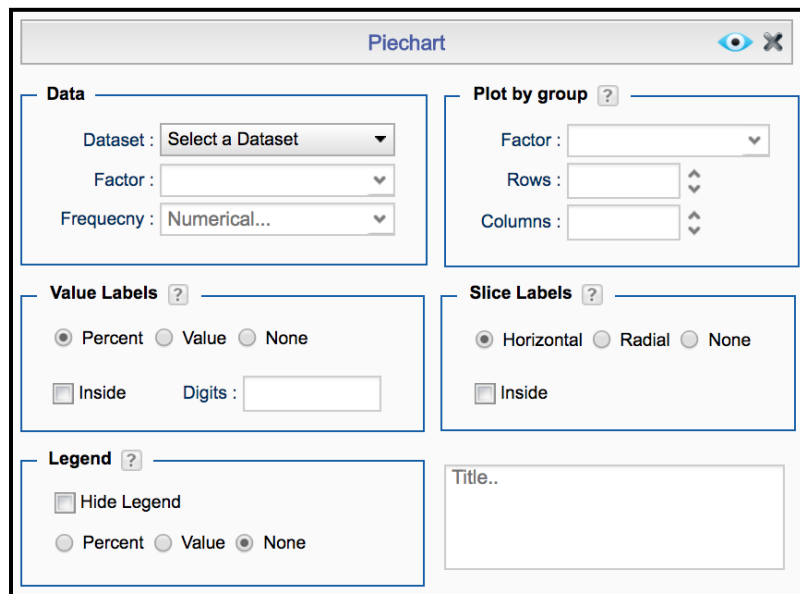 Piechart
Data
Dataset : Select a Dataset
Factor :
Frequecny : Numerical...
Plot by group ?
Factor :
Rows :
Columns :
Value Labels ?
Percent Value None
Inside Digits :
Slice Labels ?
Horizontal Radial None
Inside
Legend ?
Hide Legend
Percent Value None
Title..